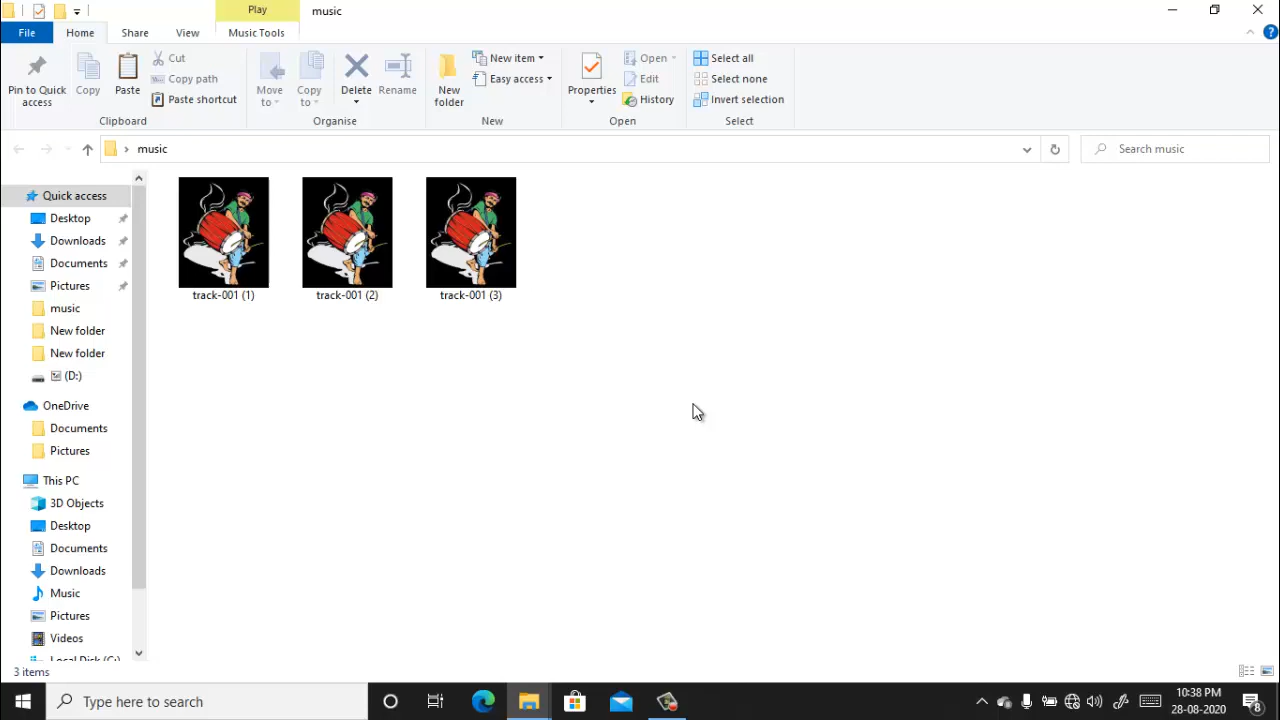 Play
music
File
Home
Share
View
Music Tools
Pin to Quick access
Copy
Paste
Cut
Copy path
Paste shortcut
Clipboard
Move to
Copy to
Delete
Rename
Organise
New folder
New item
Easy access
New
Properties
Open
Edit
History
Open
Select all
Select none
Invert selection
Select
music
Search music
Quick access
Desktop
Downloads
Documents
Pictures
music
New folder
New folder
(D:)
OneDrive
Documents
Pictures
This PC
3D Objects
Desktop
Documents
Downloads
Music
Pictures
Videos
Local Disk (C:)
track-001 (1)
track-001 (2)
track-001 (3)
3 items
Type here to search
10:38 PM
28-08-2020
8